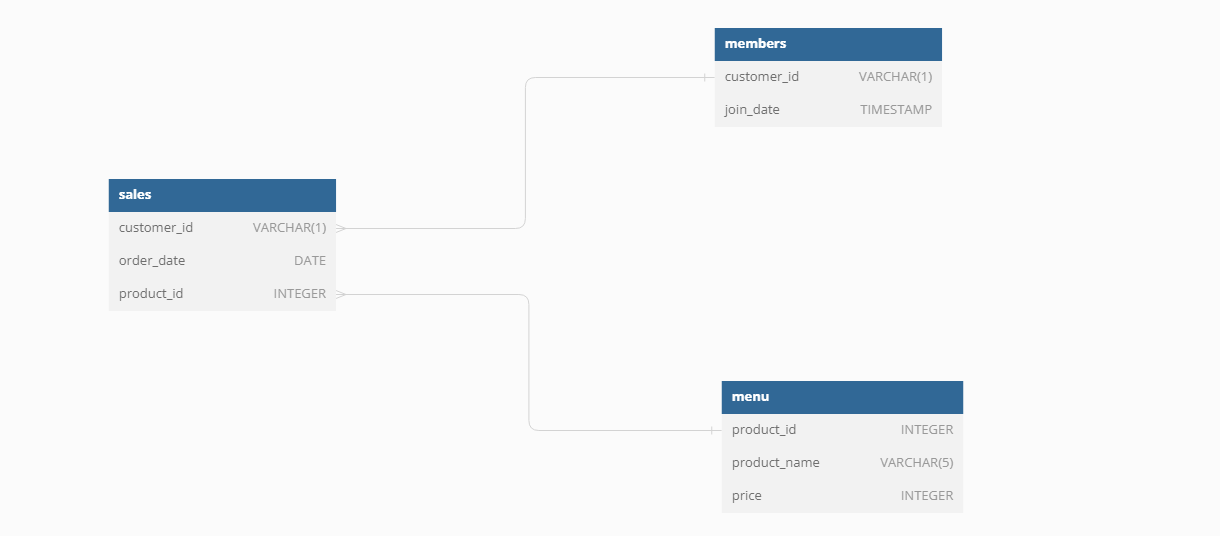 members
customer_id VARCHAR(1)
join_date TIMESTAMP
sales
customer_id VARCHAR(1)
order_date DATE
product_id INTEGER
menu
product_id INTEGER
product_name VARCHAR(5)
price INTEGER